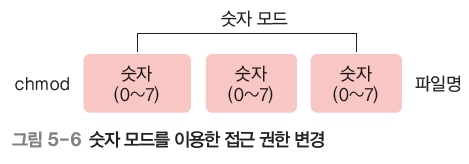 숫자 모드
chmod 숫자 숫자 숫자 파일명
(0~7) (0~7) (0~7)
그림 5-6 숫자 모드를 이용한 접근 권한 변경